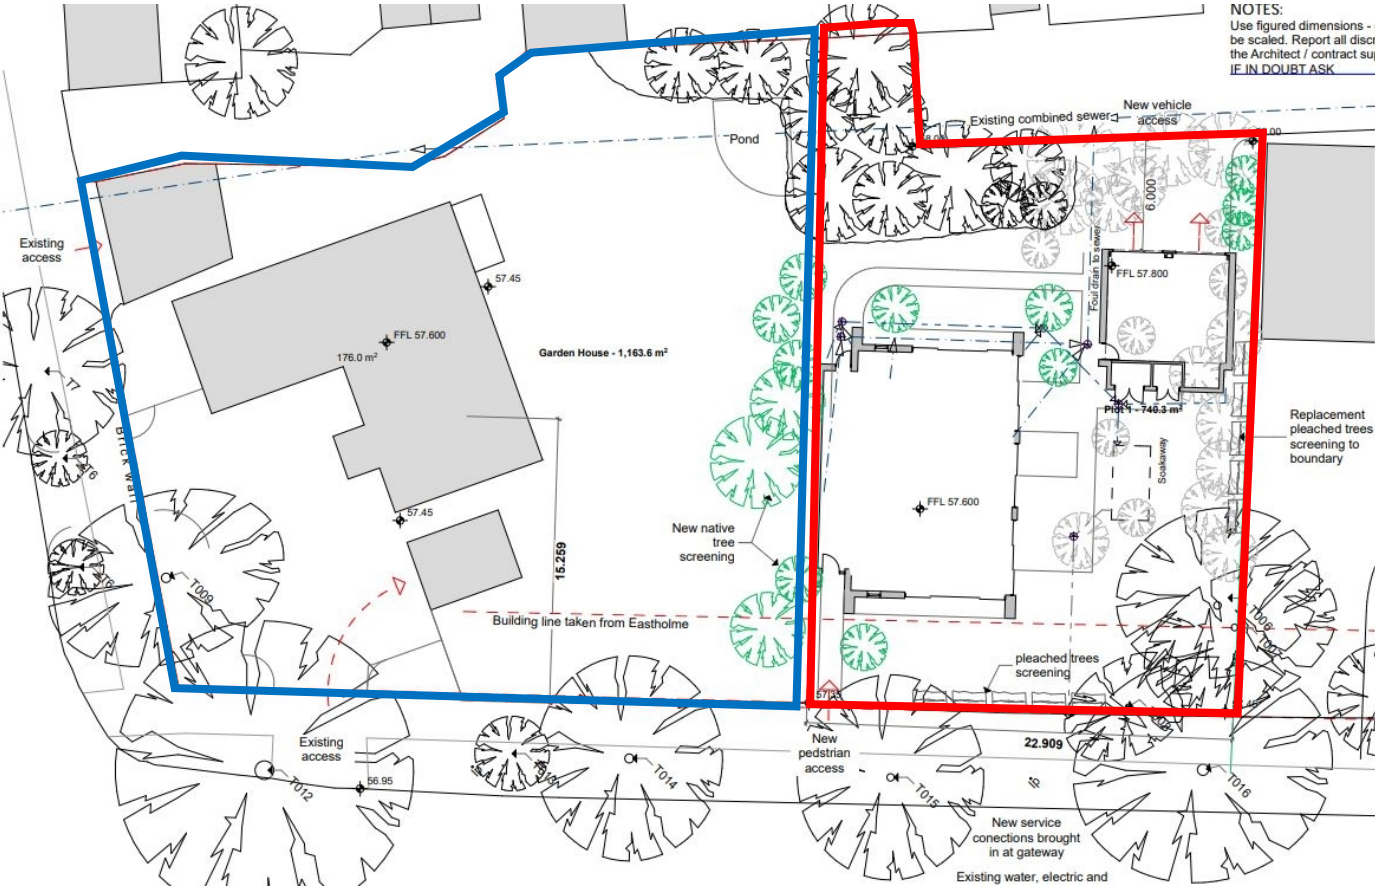 NOTES:
Use figured dimensions -
be scaled. Report all disc
the Architect / contract su
IF IN DOUBT ASK
New vehicle
access
Existing combined sewer
Pond
6.000
Existing
access
57.45
FFL 57.800
Foul drain to sewer
FFL 57.600
176.0 m²
Garden House - 1,163.6 m²
Plot 1 - 740.3 m²
Replacement
pleached trees
screening to
boundary
Brick wall
Soakaway
57.45
FFL 57.600
New native
tree
screening
15.259
T009
T006
Building line taken from Eastholme
pleached trees
screening
57.35
22.909
Existing
access
New
pedstrian
access
T012
56.95
T013
T014
T015
T016
New service
conections brought
in at gateway
Existing water, electric and